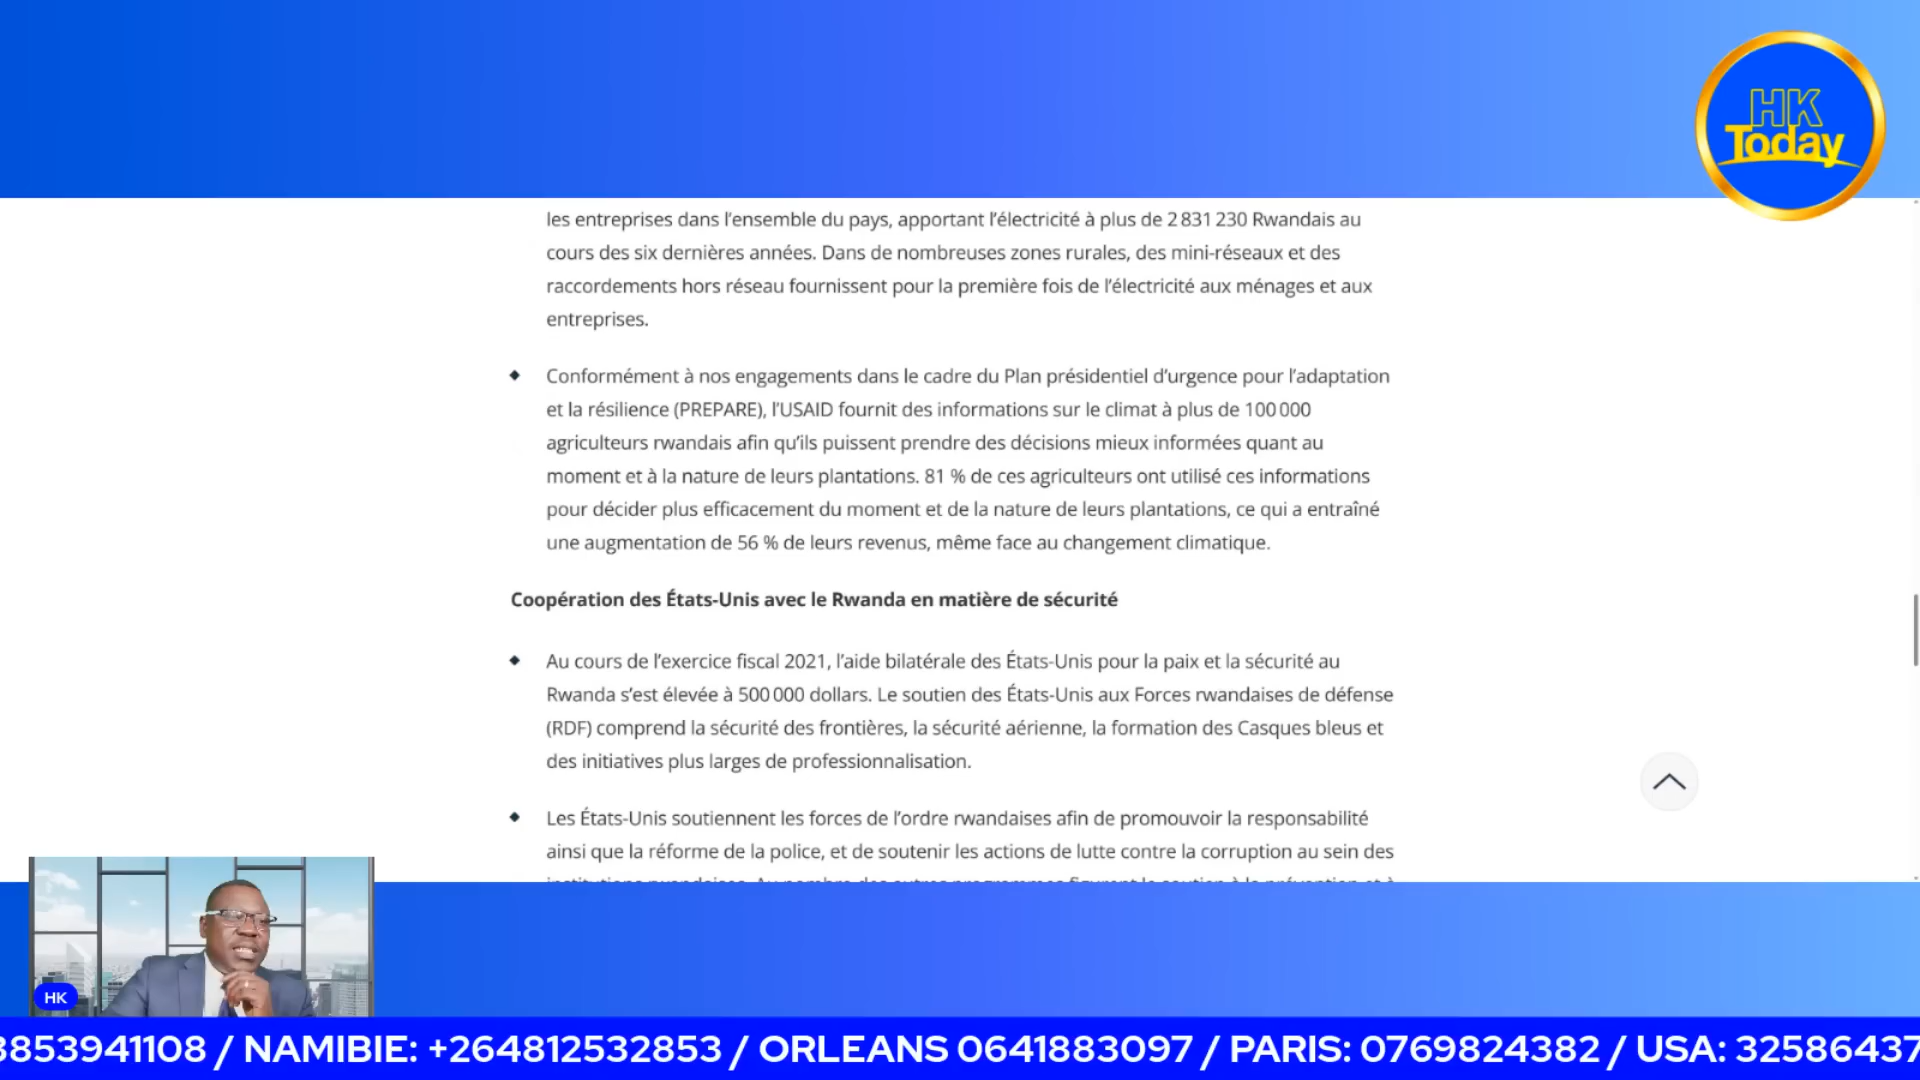 HK
Today
les entreprises dans l'ensemble du pays, apportant l'électricité à plus de 2 831 230 Rwandais au
cours des six dernières années. Dans de nombreuses zones rurales, des mini-réseaux et des
raccordements hors réseau fournissent pour la première fois de l'électricité aux ménages et aux
entreprises.
◆ Conformément à nos engagements dans le cadre du Plan présidentiel d'urgence pour l'adaptation
et la résilience (PREPARE), l'USAID fournit des informations sur le climat à plus de 100 000
agriculteurs rwandais afin qu'ils puissent prendre des décisions mieux informées quant au
moment et à la nature de leurs plantations. 81 % de ces agriculteurs ont utilisé ces informations
pour décider plus efficacement du moment et de la nature de leurs plantations, ce qui a entraîné
une augmentation de 56 % de leurs revenus, même face au changement climatique.
Coopération des États-Unis avec le Rwanda en matière de sécurité
◆ Au cours de l'exercice fiscal 2021, l'aide bilatérale des États-Unis pour la paix et la sécurité au
Rwanda s'est élevée à 500 000 dollars. Le soutien des États-Unis aux Forces rwandaises de défense
(RDF) comprend la sécurité des frontières, la sécurité aérienne, la formation des Casques bleus et
des initiatives plus larges de professionnalisation.
◆ Les États-Unis soutiennent les forces de l'ordre rwandaises afin de promouvoir la responsabilité
ainsi que la réforme de la police, et de soutenir les actions de lutte contre la corruption au sein des
HK
3853941108 / NAMIBIE: +264812532853 / ORLEANS 0641883097 / PARIS: 0769824382 / USA: 32586437